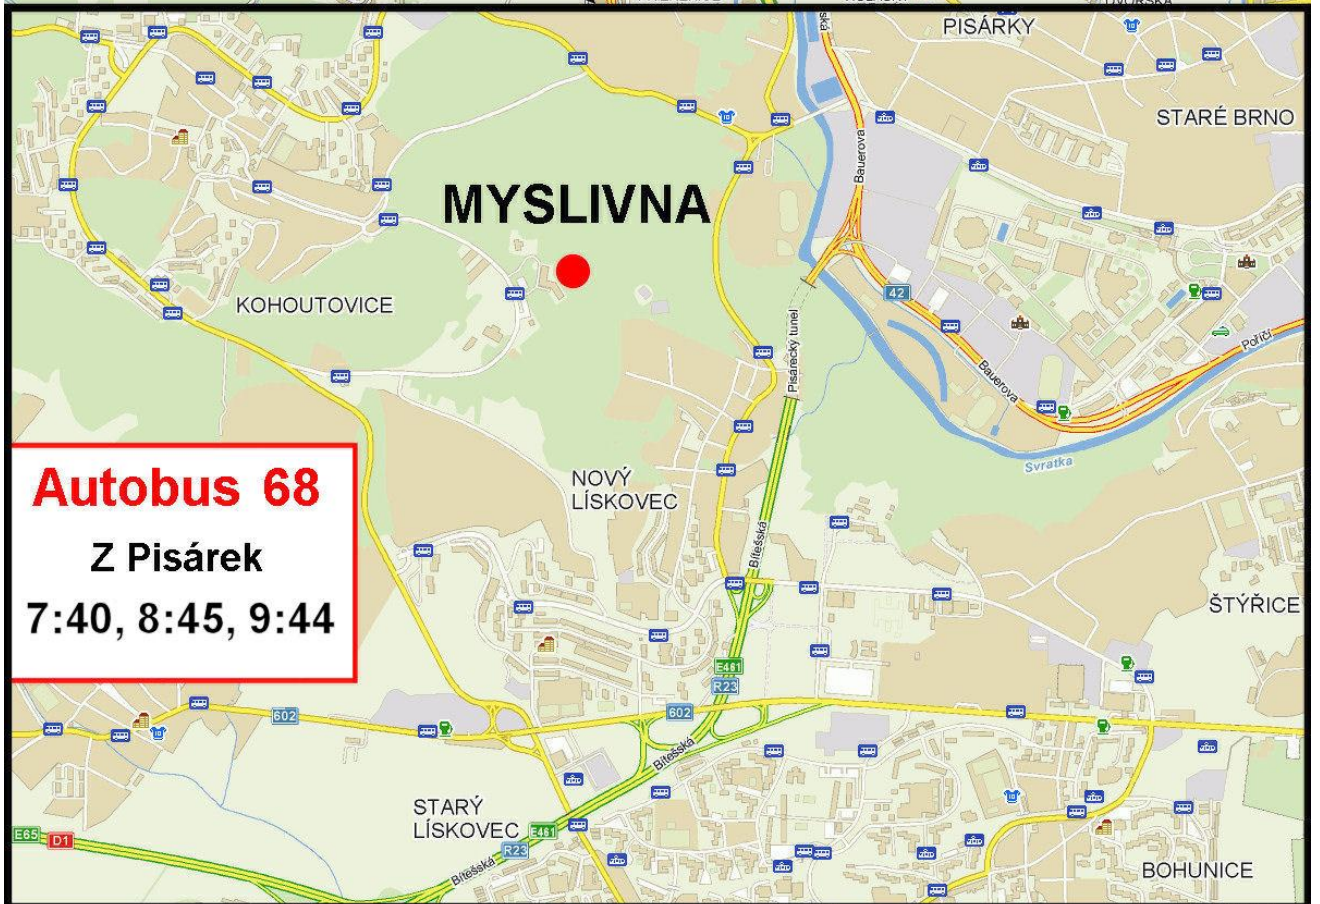 PISÁRKY
STARÉ BRNO
Bauerova
MYSLIVNA
KOHOUTOVICE
42
Pisárecký tunel
Bauerova
Poříčí
Svratka
Autobus 68
Z Pisárek
7:40, 8:45, 9:44
NOVÝ
LÍSKOVEC
Bítešská
ŠTÝŘICE
E461
R23
602
602
Bítešská
STARÝ
LÍSKOVEC
E461
R23
E65
D1
Bítešská
BOHUNICE